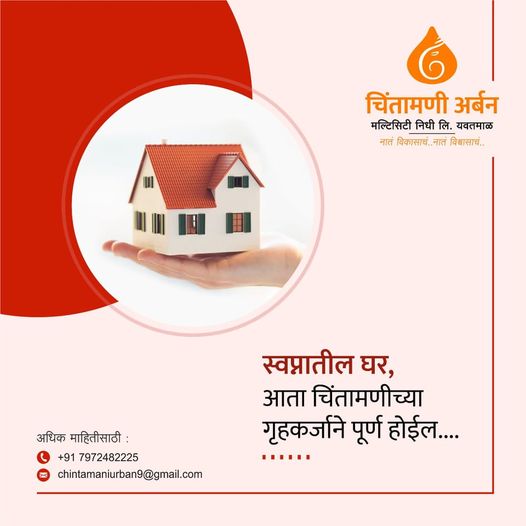 चिंतामणी अर्बन
मल्टिसिटी निधी लि. यवतमाळ
नातं विकासाचं..नातं विश्वासाचं..
स्वप्नातील घर,
आता चिंतामणीच्या
गृहकर्जाने पूर्ण होईल....
अधिक माहितीसाठी :
+91 7972482225
chintamaniurban9@gmail.com